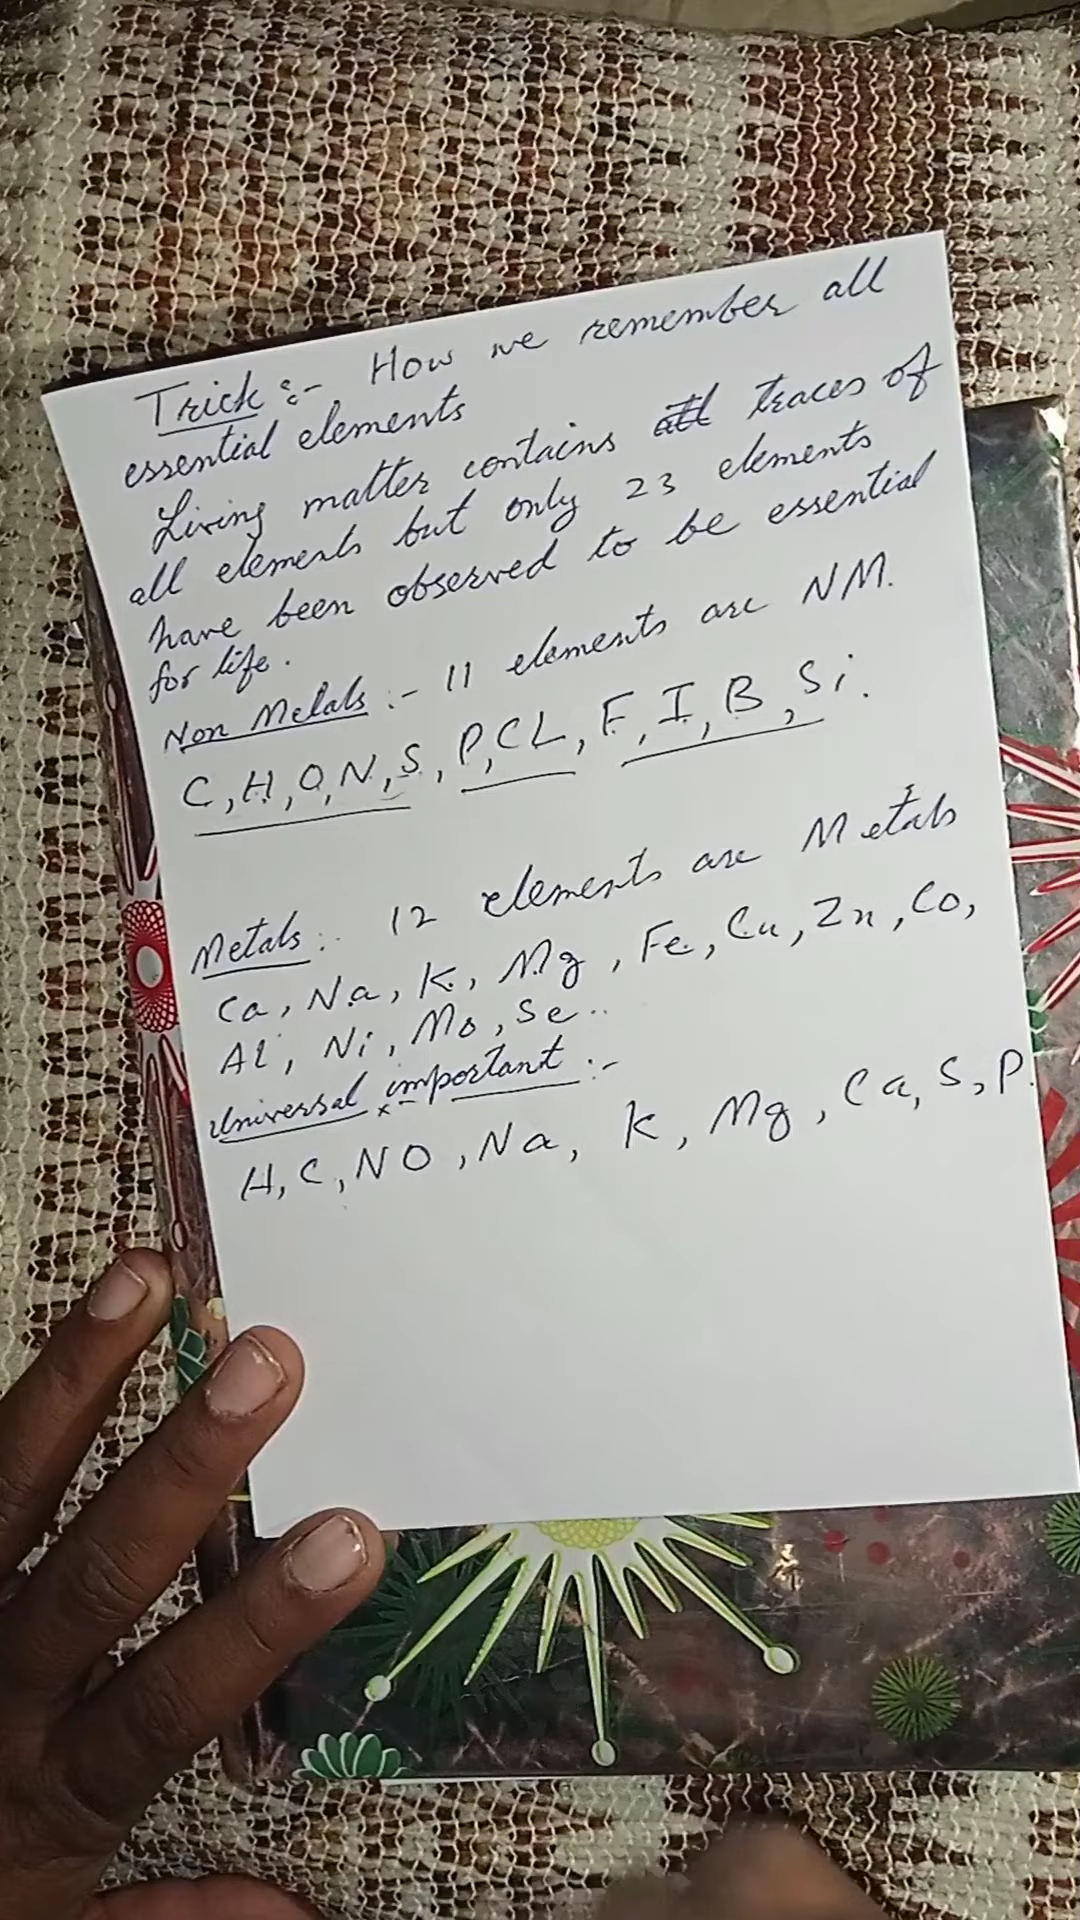 Trick :- How we remember all
essential elements
Living matter contains all traces of
all elements but only 23 elements
have been observed to be essential
for life.
Non Metals :- 11 elements are NM.
C, H, O, N, S, P, CL, F, I, B, Si.
Metals :- 12 elements are Metals
Ca, Na, K, Mg, Fe, Cu, Zn, Co,
Al, Ni, Mo, Se..
Universal important :-
H, C, NO, Na, K, Mg, Ca, S, P.